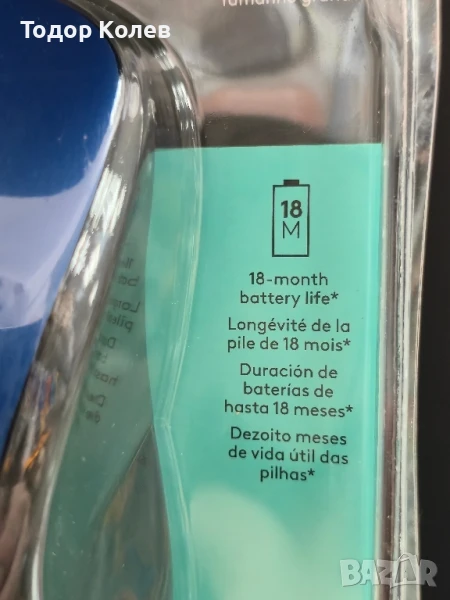 Тодор Колев
18
M
18-month
battery life*
Longévité de la
pile de 18 mois*
Duración de
baterías de
hasta 18 meses*
Dezoito meses
de vida útil das
pilhas*
BAZAR